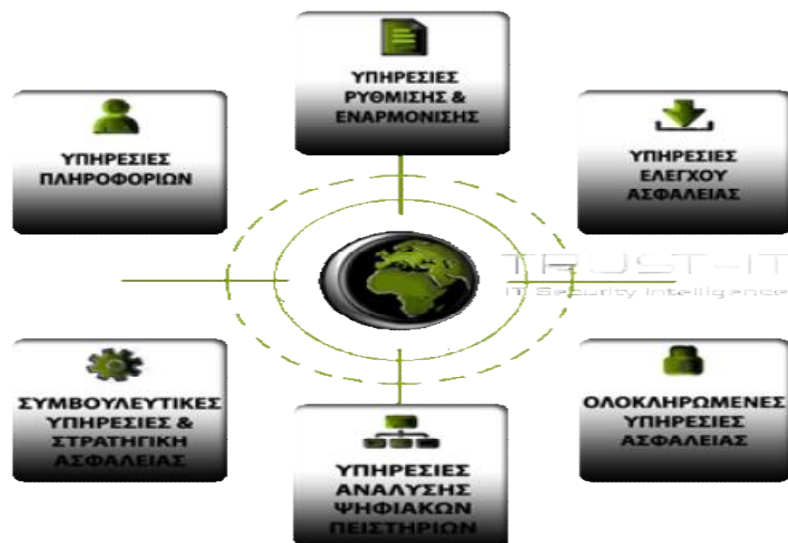 ΥΠΗΡΕΣΙΕΣ
ΡΥΘΜΙΣΗΣ &
ΕΝΑΡΜΟΝΙΣΗΣ
ΥΠΗΡΕΣΙΕΣ
ΠΛΗΡΟΦΟΡΙΩΝ
ΥΠΗΡΕΣΙΕΣ
ΕΛΕΓΧΟΥ
ΑΣΦΑΛΕΙΑΣ
TRUST-IT
IT Security Intelligence
ΣΥΜΒΟΥΛΕΥΤΙΚΕΣ
ΥΠΗΡΕΣΙΕΣ &
ΣΤΡΑΤΗΓΙΚΗ
ΑΣΦΑΛΕΙΑΣ
ΥΠΗΡΕΣΙΕΣ
ΑΝΑΛΥΣΗΣ
ΨΗΦΙΑΚΩΝ
ΠΕΙΣΤΗΡΙΩΝ
ΟΛΟΚΛΗΡΩΜΕΝΕΣ
ΥΠΗΡΕΣΙΕΣ
ΑΣΦΑΛΕΙΑΣ